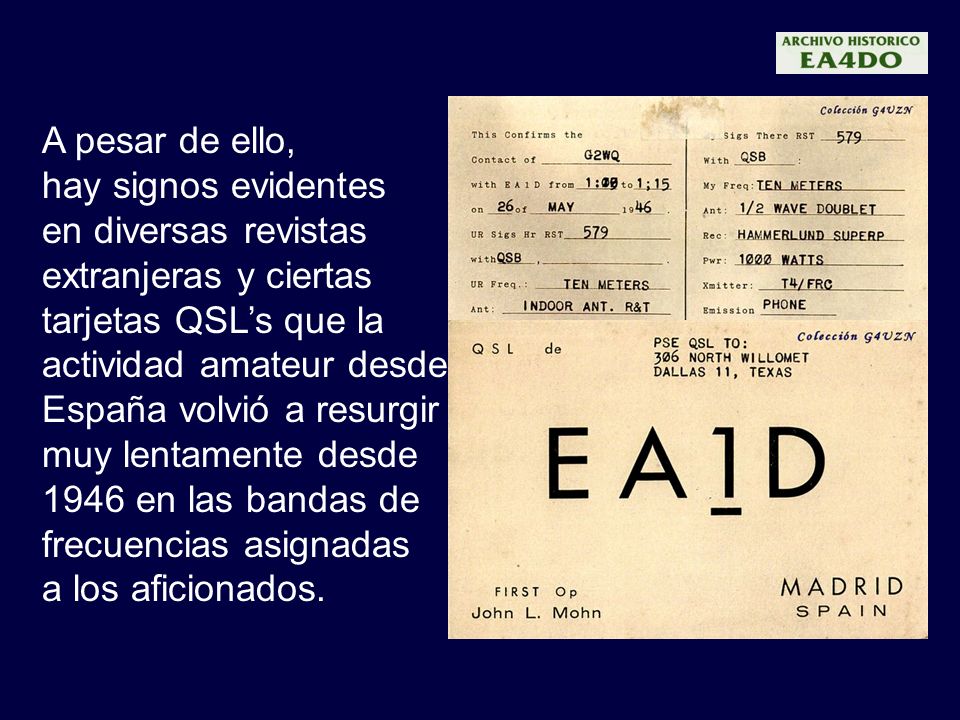 ARCHIVO HISTORICO
EA4DO
A pesar de ello,
hay signos evidentes
en diversas revistas
extranjeras y ciertas
tarjetas QSL’s que la
actividad amateur desde
España volvió a resurgir
muy lentamente desde
1946 en las bandas de
frecuencias asignadas
a los aficionados.
Colección G4UZN
This Confirms the
Contact of G2WQ
with EA1D from to 1;15
on 26 of MAY 1946.
UR Sigs Hr RST 579
with QSB, .
UR Freq.: TEN METERS
Ant: INDOOR ANT. R&T
Sigs There RST 579
With QSB :
My Freq: TEN METERS
Ant: 1/2 WAVE DOUBLET
Rec: HAMMERLUND SUPERP
Pwr: 1000 WATTS
Xmitter: T4/FRC
Emission PHONE
Colección G4UZN
QSL de
PSE QSL TO:
306 NORTH WILLOMET
DALLAS 11, TEXAS
EA1D
FIRST Op
John L. Mohn
MADRID
SPAIN